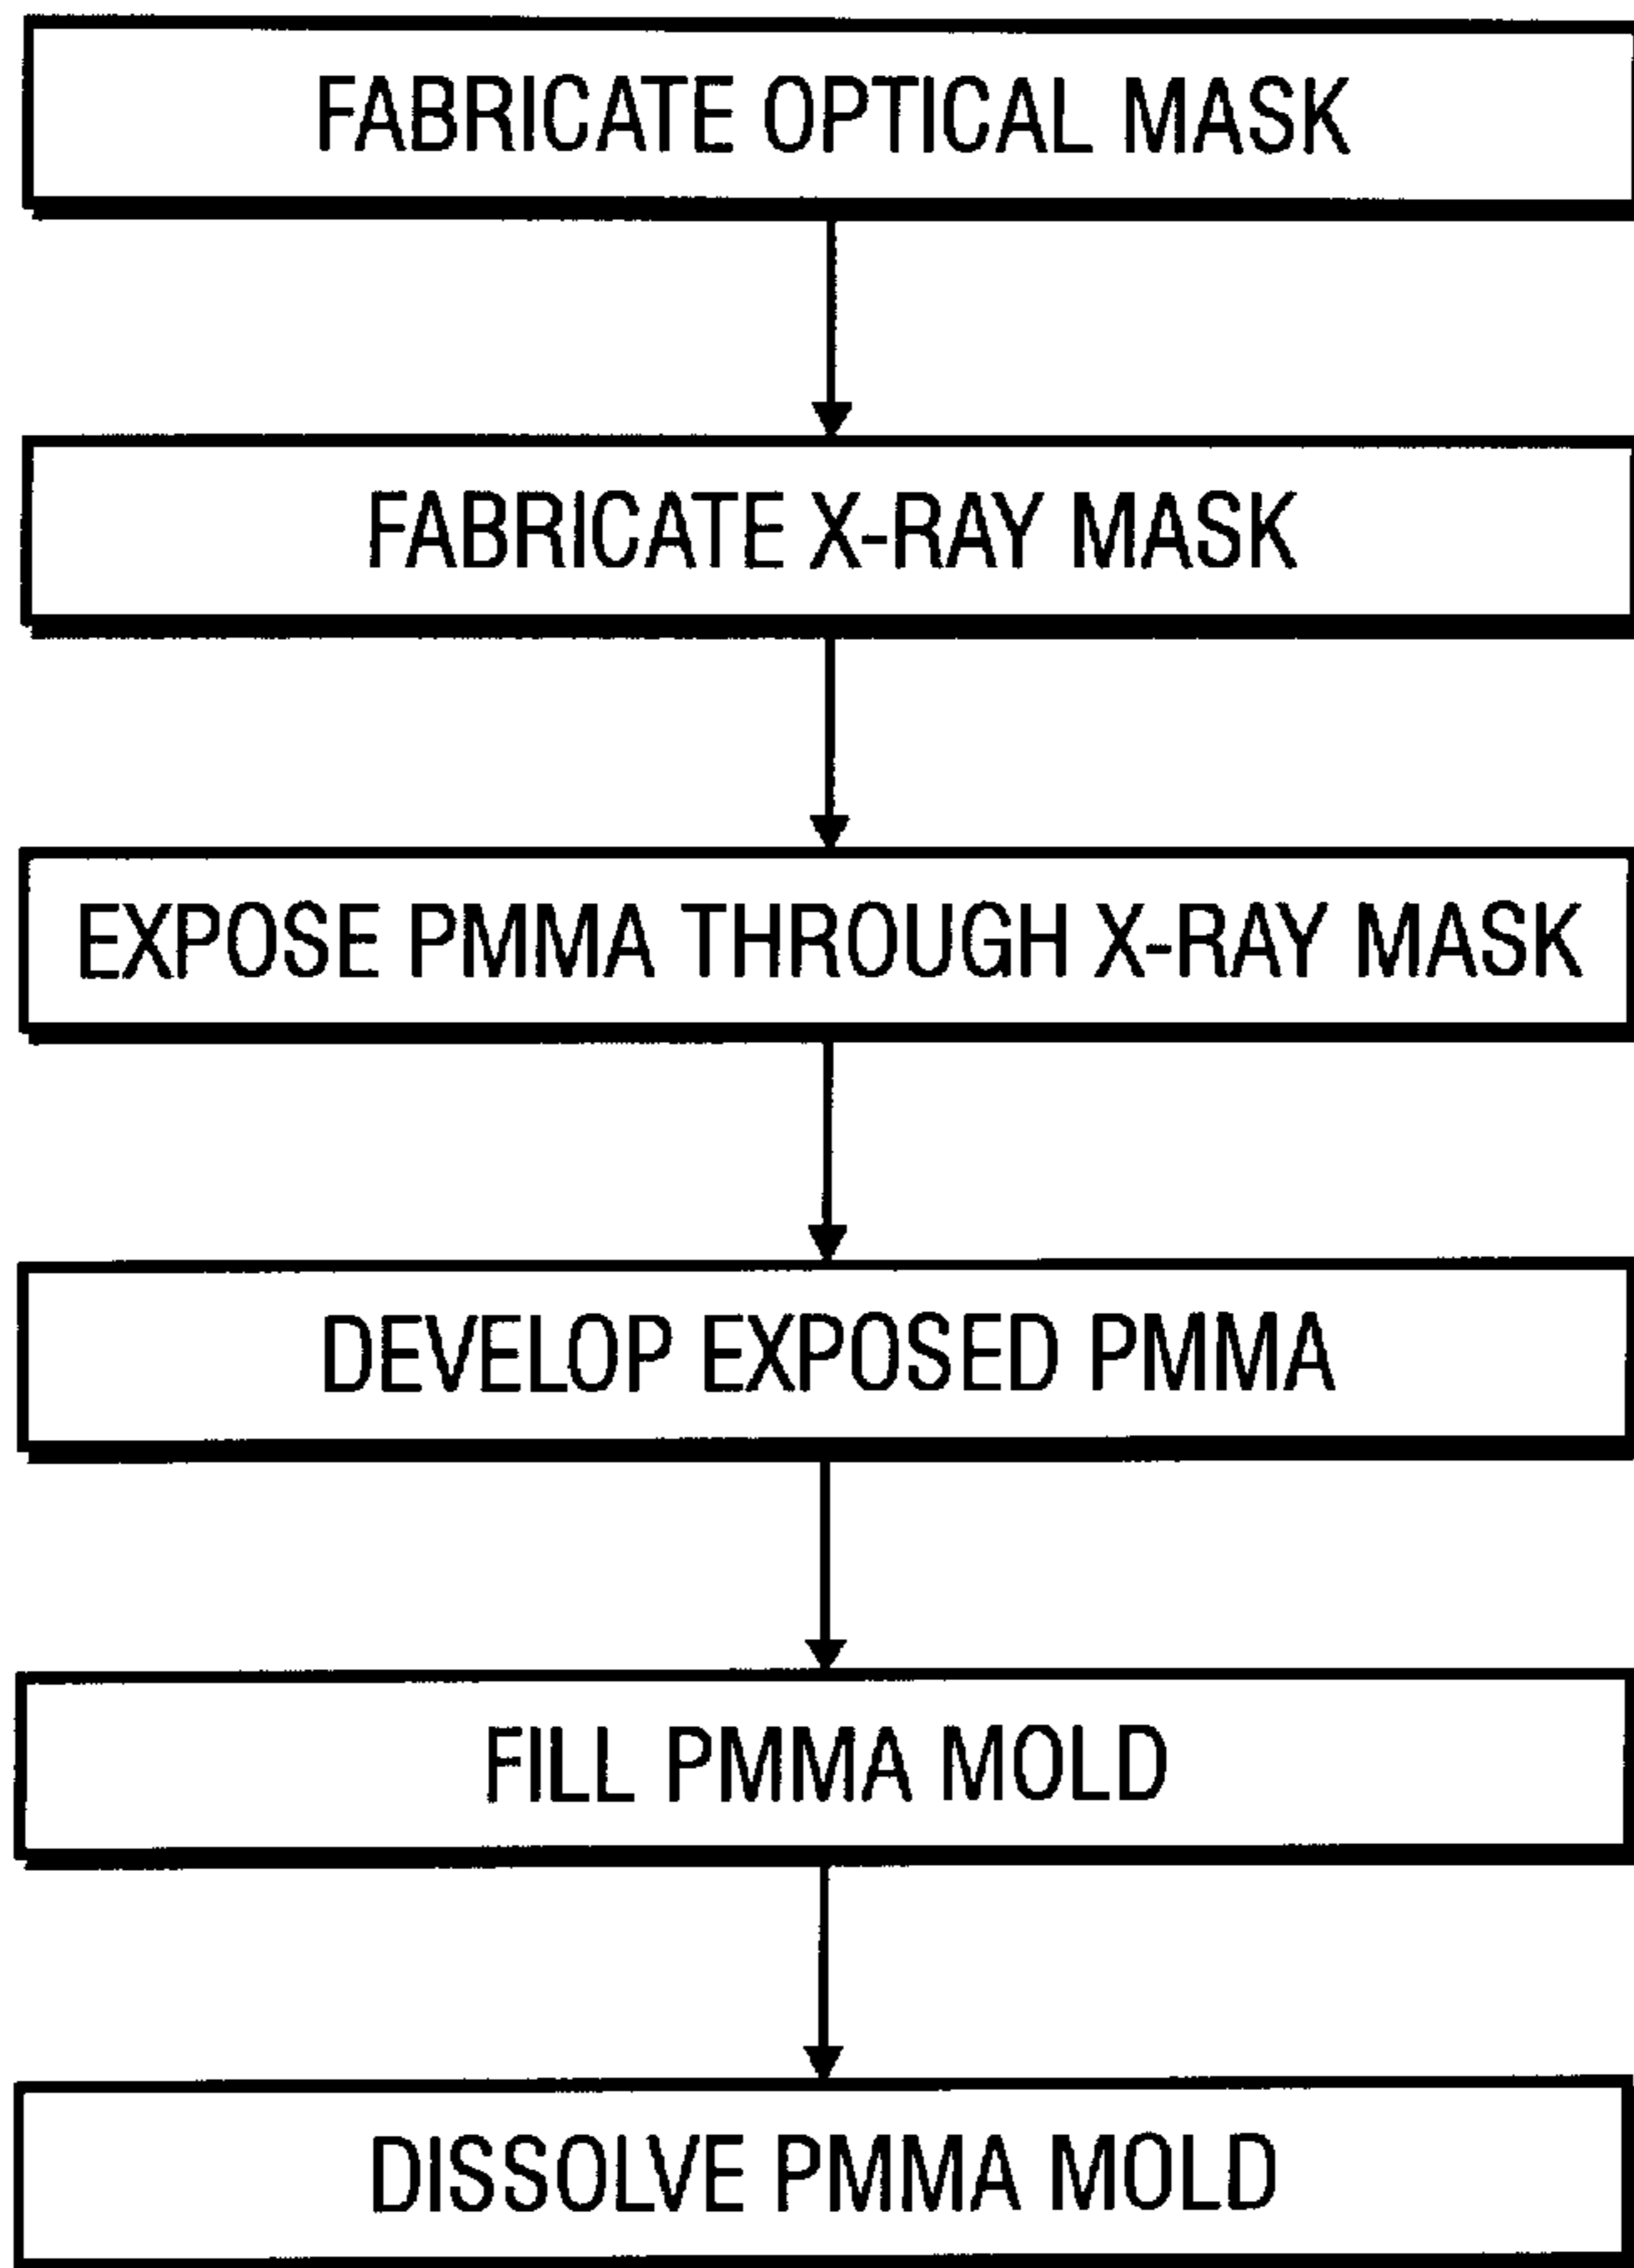 FABRICATE OPTICAL MASK
FABRICATE X-RAY MASK
EXPOSE PMMA THROUGH X-RAY MASK
DEVELOP EXPOSED PMMA
FILL PMMA MOLD
DISSOLVE PMMA MOLD